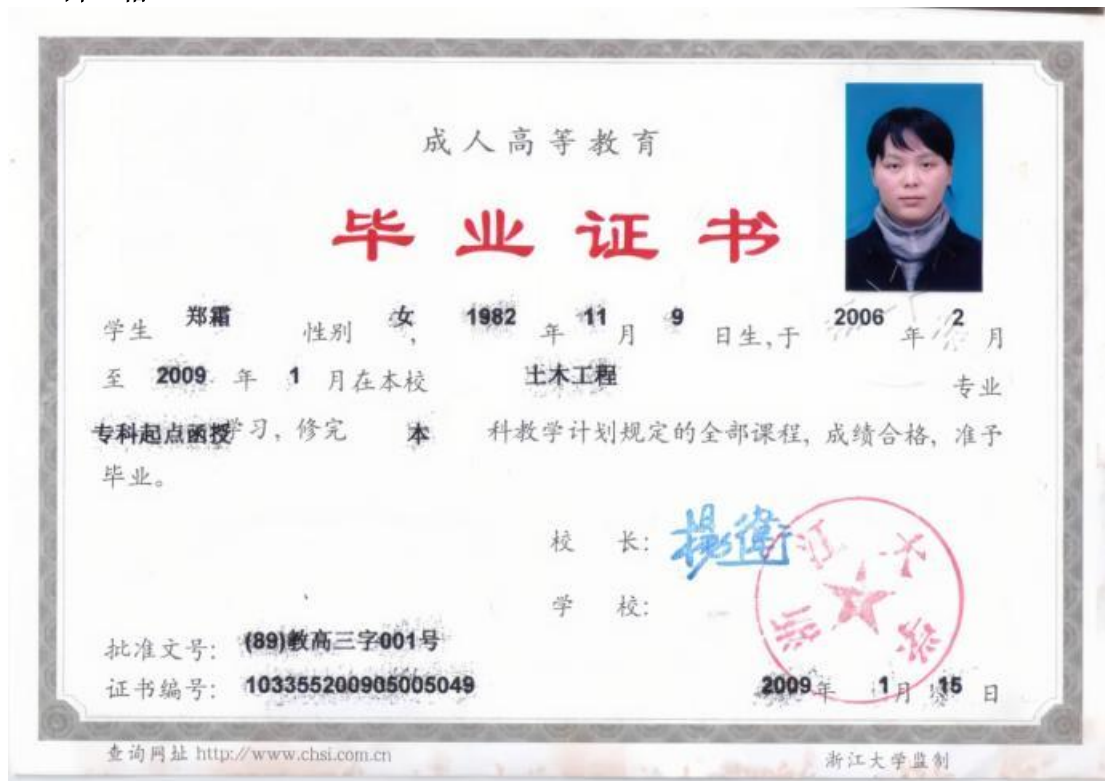 成人高等教育
毕业证书
学生 郑霜 性别 女, 1982 年 11 月 9 日生,于 2006 年 2 月
至 2009 年 1 月在本校 土木工程 专业
专科起点函授学习, 修完 本 科教学计划规定的全部课程, 成绩合格, 准予
毕业。
校 长: 楊衛
学 校:
浙江大学
批准文号: (89)教高三字001号
证书编号: 103355200905005049
2009年 1月 15 日
查询网址 http://www.chsi.com.cn
浙江大学监制